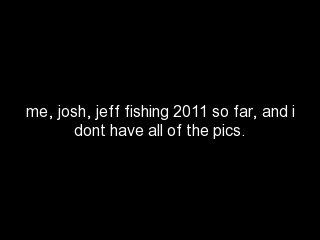 me, josh, jeff fishing 2011 so far, and i
dont have all of the pics.